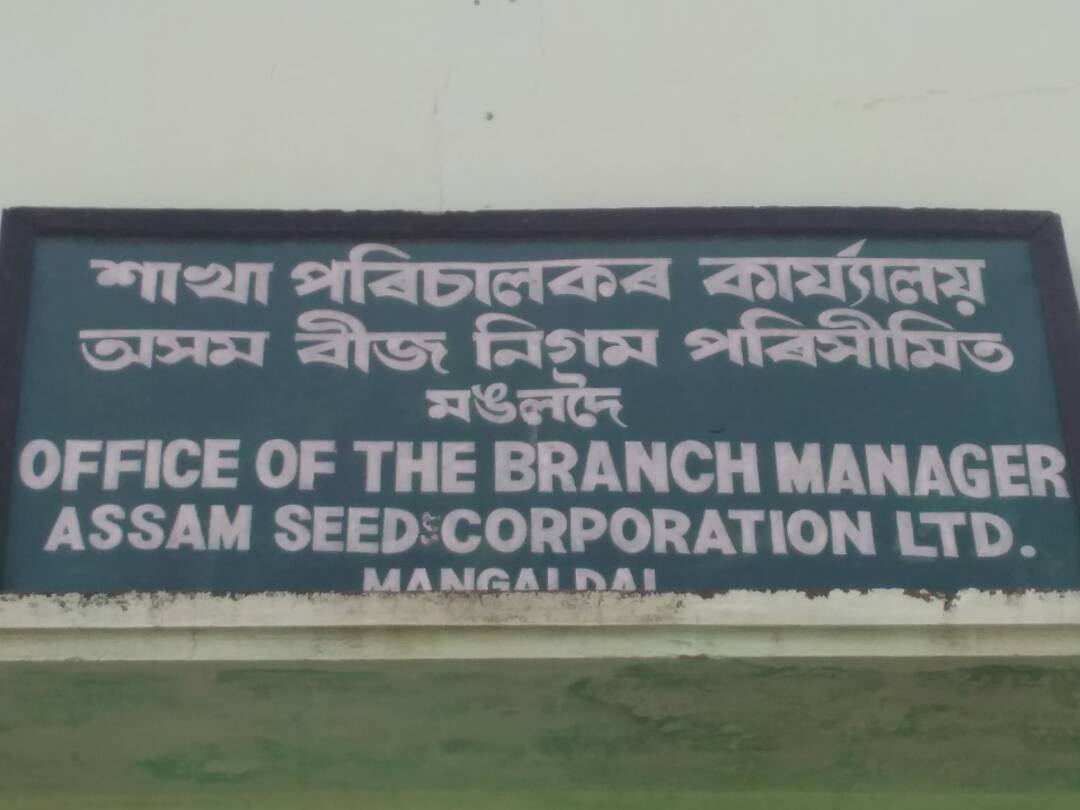 শাখা পৰিচালকৰ কাৰ্য্যালয়
অসম বীজ নিগম পৰিসীমিত
মঙলদৈ
OFFICE OF THE BRANCH MANAGER
ASSAM SEED CORPORATION LTD.
MANGALDAI